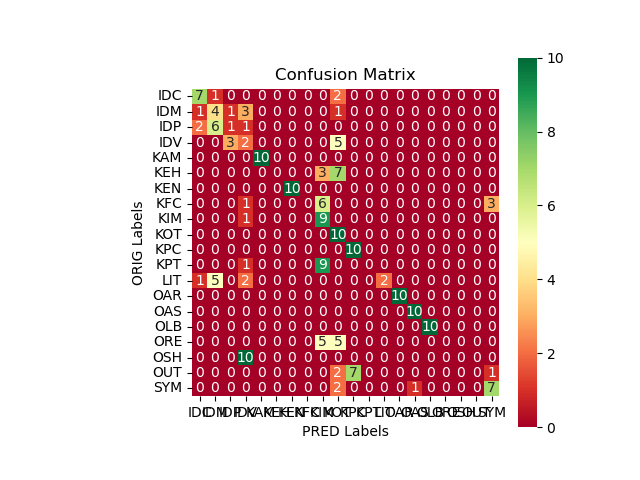 Confusion Matrix
IDC 7 1 0 0 0 0 0 0 0 2 0 0 0 0 0 0 0 0 0 0
IDM 1 4 1 3 0 0 0 0 0 1 0 0 0 0 0 0 0 0 0 0
IDP 2 6 1 1 0 0 0 0 0 0 0 0 0 0 0 0 0 0 0 0
IDV 0 0 3 2 0 0 0 0 0 5 0 0 0 0 0 0 0 0 0 0
KAM 0 0 0 0 10 0 0 0 0 0 0 0 0 0 0 0 0 0 0 0
KEH 0 0 0 0 0 0 0 0 3 7 0 0 0 0 0 0 0 0 0 0
KEN 0 0 0 0 0 0 10 0 0 0 0 0 0 0 0 0 0 0 0 0
KFC 0 0 0 1 0 0 0 0 6 0 0 0 0 0 0 0 0 0 0 3
KIM 0 0 0 1 0 0 0 0 9 0 0 0 0 0 0 0 0 0 0 0
KOT 0 0 0 0 0 0 0 0 0 10 0 0 0 0 0 0 0 0 0 0
KPC 0 0 0 0 0 0 0 0 0 0 10 0 0 0 0 0 0 0 0 0
KPT 0 0 0 1 0 0 0 0 9 0 0 0 0 0 0 0 0 0 0 0
LIT 1 5 0 2 0 0 0 0 0 0 0 0 2 0 0 0 0 0 0 0
OAR 0 0 0 0 0 0 0 0 0 0 0 0 0 10 0 0 0 0 0 0
OAS 0 0 0 0 0 0 0 0 0 0 0 0 0 0 10 0 0 0 0 0
OLB 0 0 0 0 0 0 0 0 0 0 0 0 0 0 0 10 0 0 0 0
ORE 0 0 0 0 0 0 0 0 5 5 0 0 0 0 0 0 0 0 0 0
OSH 0 0 0 10 0 0 0 0 0 0 0 0 0 0 0 0 0 0 0 0
OUT 0 0 0 0 0 0 0 0 0 2 7 0 0 0 0 0 0 0 0 1
SYM 0 0 0 0 0 0 0 0 0 2 0 0 0 0 1 0 0 0 0 7
ORIG Labels
PRED Labels
10
8
6
4
2
0